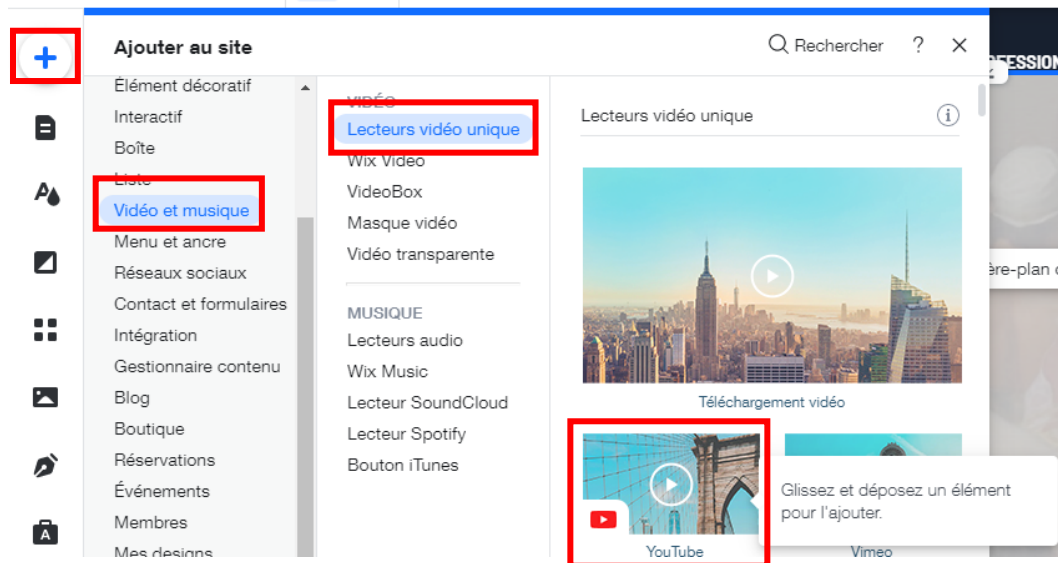 Ajouter au site
Rechercher
?
Élément décoratif
Interactif
Boîte
Liste
Vidéo et musique
Menu et ancre
Réseaux sociaux
Contact et formulaires
Intégration
Gestionnaire contenu
Blog
Boutique
Réservations
Événements
Membres
Mes designs
VIDÉO
Lecteurs vidéo unique
Wix Video
VideoBox
Masque vidéo
Vidéo transparente
MUSIQUE
Lecteurs audio
Wix Music
Lecteur SoundCloud
Lecteur Spotify
Bouton iTunes
Lecteurs vidéo unique
Téléchargement vidéo
YouTube
Vimeo
Glissez et déposez un élément
pour l'ajouter.
ère-plan